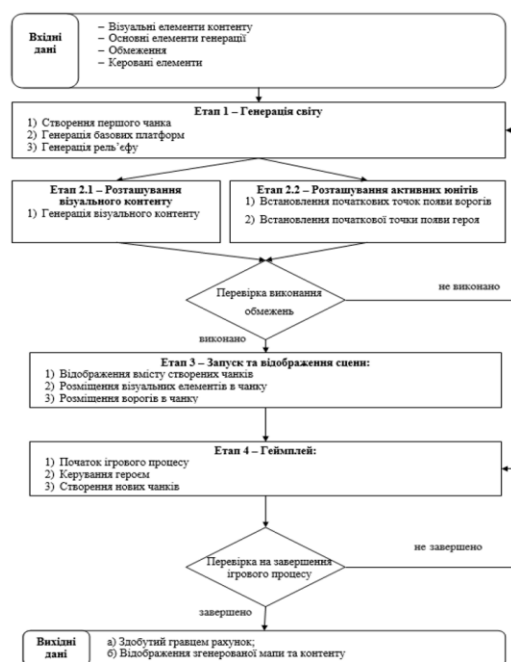 Вхідні
дані
– Візуальні елементи контенту
– Основні елементи генерації
– Обмеження
– Керовані елементи
Етап 1 – Генерація світу
1) Створення першого чанка
2) Генерація базових платформ
3) Генерація рель’єфу
Етап 2.1 – Розташування
візуального контенту
1) Генерація візуального контенту
Етап 2.2 – Розташування активних юнітів
1) Встановлення початкових точок появи ворогів
2) Встановлення початкової точки появи героя
Перевірка виконання
обмежень
не виконано
виконано
Етап 3 – Запуск та відображення сцени:
1) Відображення вмісту створених чанків
2) Розміщення візуальних елементів в чанку
3) Розміщення ворогів в чанку
Етап 4 – Геймплей:
1) Початок ігрового процесу
2) Керування героєм
3) Створення нових чанків
Перевірка на завершення
ігрового процесу
не завершено
завершено
Вихідні
дані
а) Здобутий гравцем рахунок;
б) Відображення згенерованої мапи та контенту